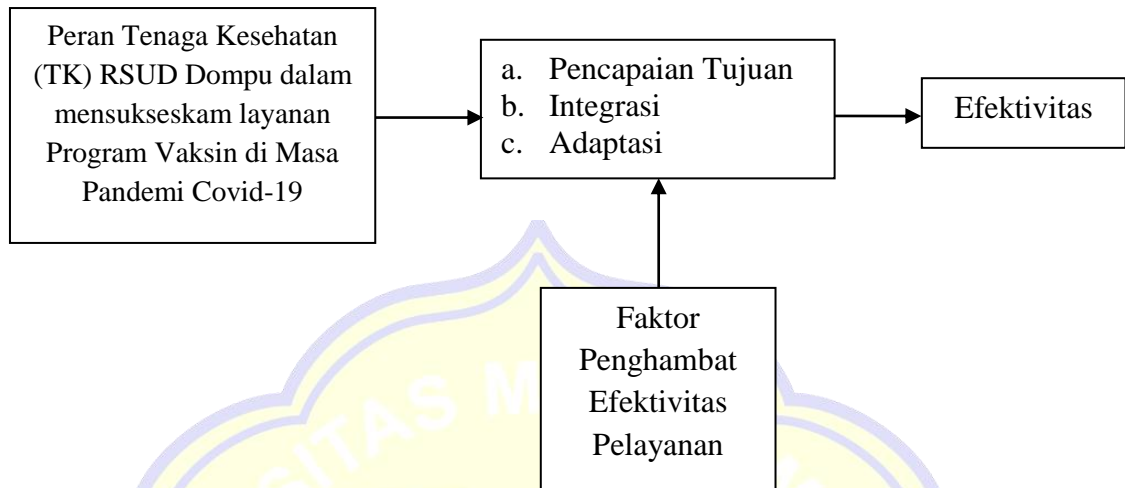 Peran Tenaga Kesehatan
(TK) RSUD Dompu dalam
mensukseskam layanan
Program Vaksin di Masa
Pandemi Covid-19
a. Pencapaian Tujuan
b. Integrasi
c. Adaptasi
Efektivitas
Faktor
Penghambat
Efektivitas
Pelayanan